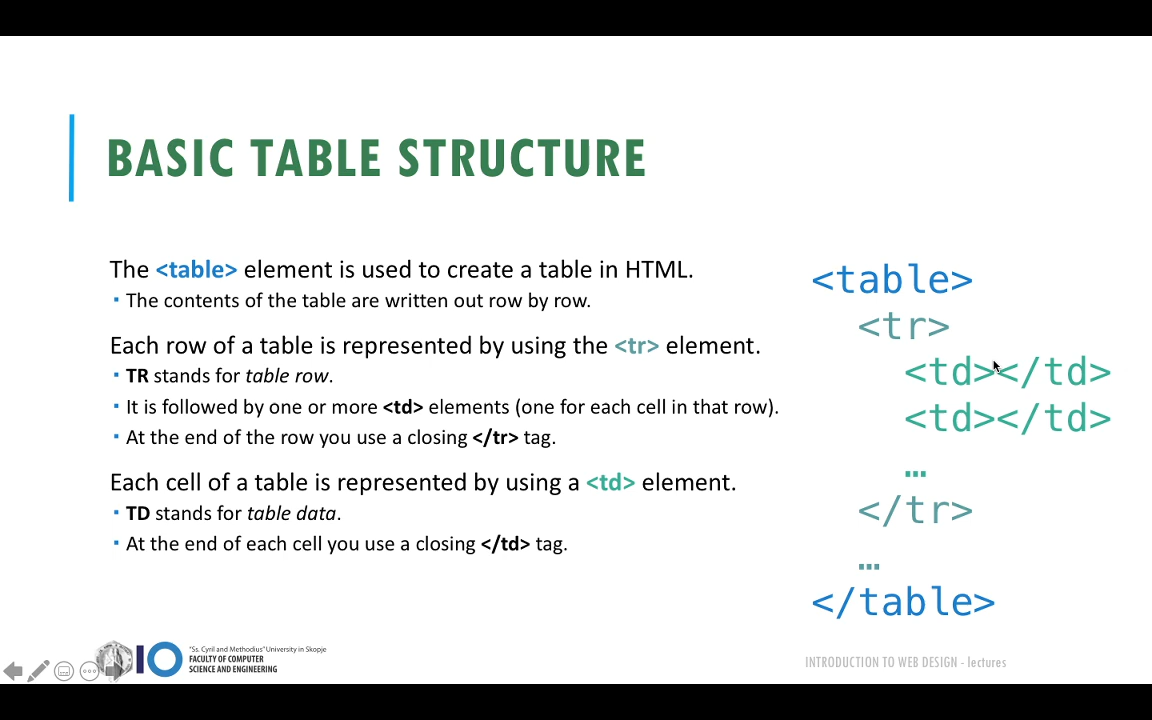 BASIC TABLE STRUCTURE
The <table> element is used to create a table in HTML.
▪ The contents of the table are written out row by row.
Each row of a table is represented by using the <tr> element.
▪ TR stands for table row.
▪ It is followed by one or more <td> elements (one for each cell in that row).
▪ At the end of the row you use a closing </tr> tag.
Each cell of a table is represented by using a <td> element.
▪ TD stands for table data.
▪ At the end of each cell you use a closing </td> tag.
<table>
<tr>
<td></td>
<td></td>
…
</tr>
…
</table>
"Ss. Cyril and Methodius" University in Skopje
FACULTY OF COMPUTER
SCIENCE AND ENGINEERING
INTRODUCTION TO WEB DESIGN - lectures